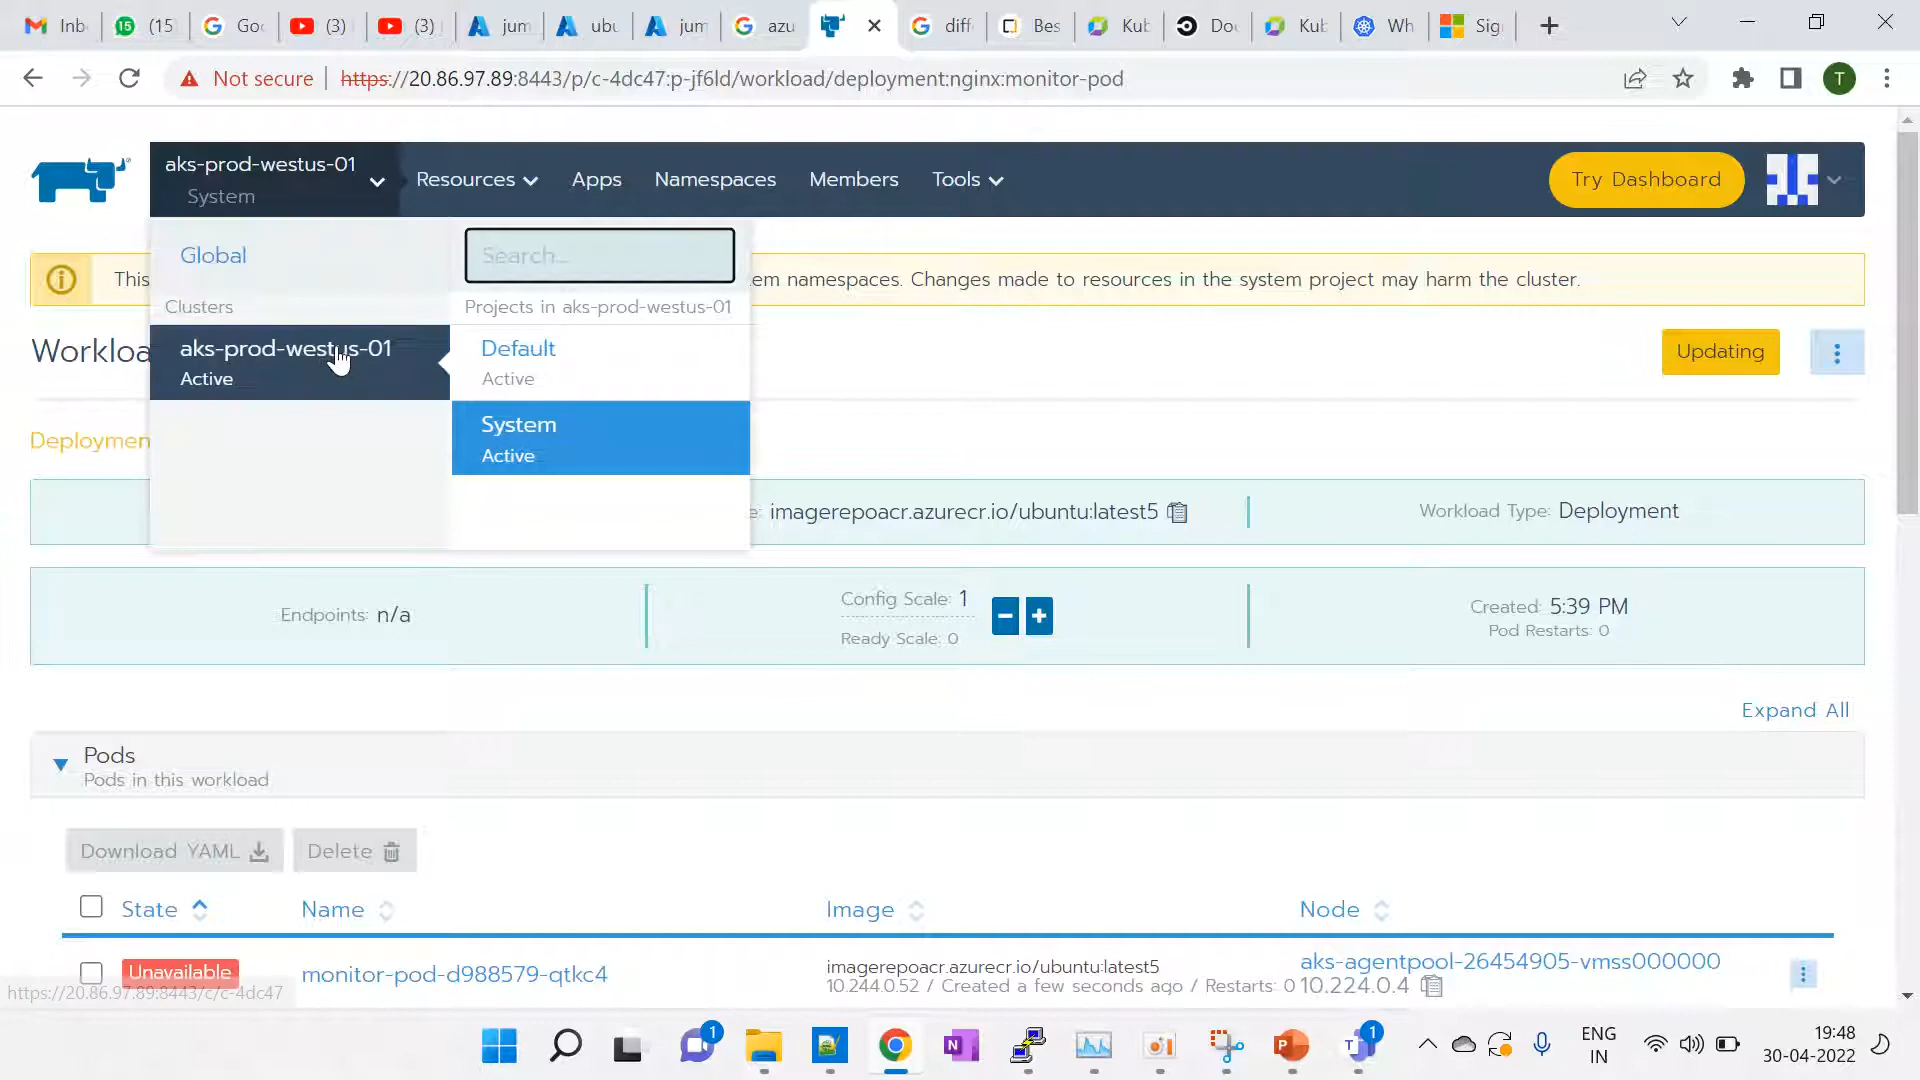 Inb
(15
Goo
(3)
(3)
jum
ubu
jum
azu
diff
Bes
Kub
Do
Kub
Wh
Sig
Not secure
https://20.86.97.89:8443/p/c-4dc47:p-jf6ld/workload/deployment:nginx:monitor-pod
T
aks-prod-westus-01
System
Resources
Apps
Namespaces
Members
Tools
Try Dashboard
Global
Search...
Clusters
Projects in aks-prod-westus-01
aks-prod-westus-01
Active
Default
Active
System
Active
This
em namespaces. Changes made to resources in the system project may harm the cluster.
Workloa
Updating
Deploymen
e: imagerepoacr.azurecr.io/ubuntu:latest5
Workload Type: Deployment
Endpoints: n/a
Config Scale: 1
Ready Scale: 0
Created: 5:39 PM
Pod Restarts: 0
Expand All
Pods
Pods in this workload
Download YAML
Delete
State
Name
Image
Node
Unavailable
monitor-pod-d988579-qtkc4
imagerepoacr.azurecr.io/ubuntu:latest5
10.244.0.52 / Created a few seconds ago / Restarts: 0
aks-agentpool-26454905-vmss000000
10.224.0.4
https://20.86.97.89:8443/c/c-4dc47
1
1
ENG
IN
19:48
30-04-2022